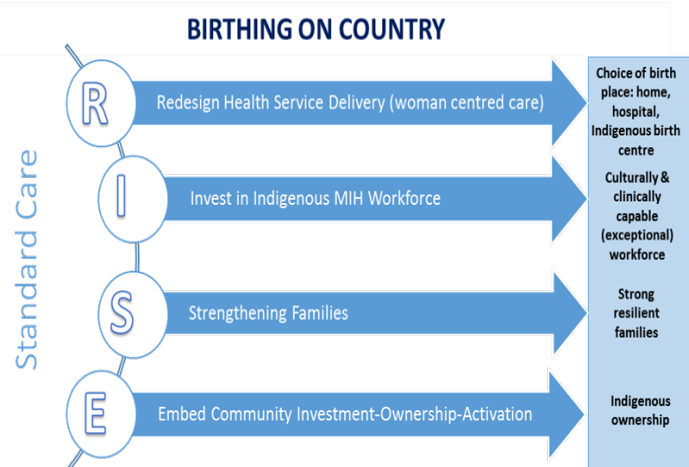 BIRTHING ON COUNTRY
Standard Care
R
Redesign Health Service Delivery (woman centred care)
Choice of birth
place: home,
hospital,
Indigenous birth
centre
I
Invest in Indigenous MIH Workforce
Culturally &
clinically
capable
(exceptional)
workforce
S
Strengthening Families
Strong
resilient
families
E
Embed Community Investment-Ownership-Activation
Indigenous
ownership